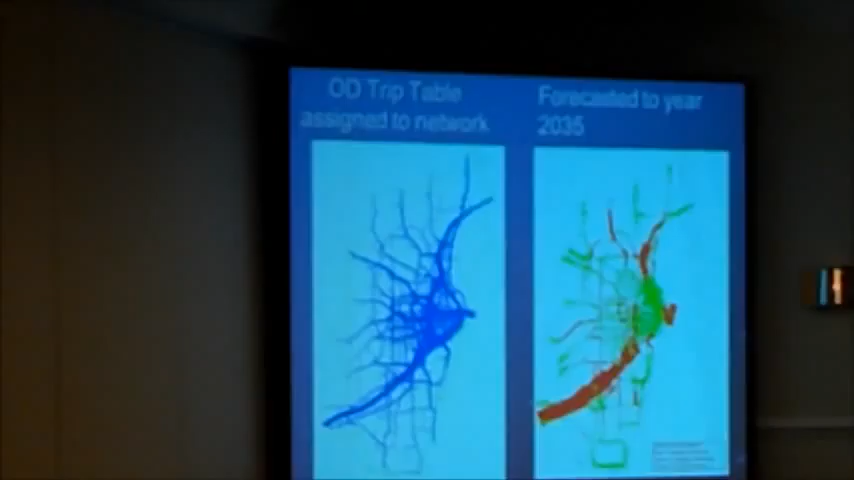 OD Trip Table
assigned to network
Forecasted to year
2035